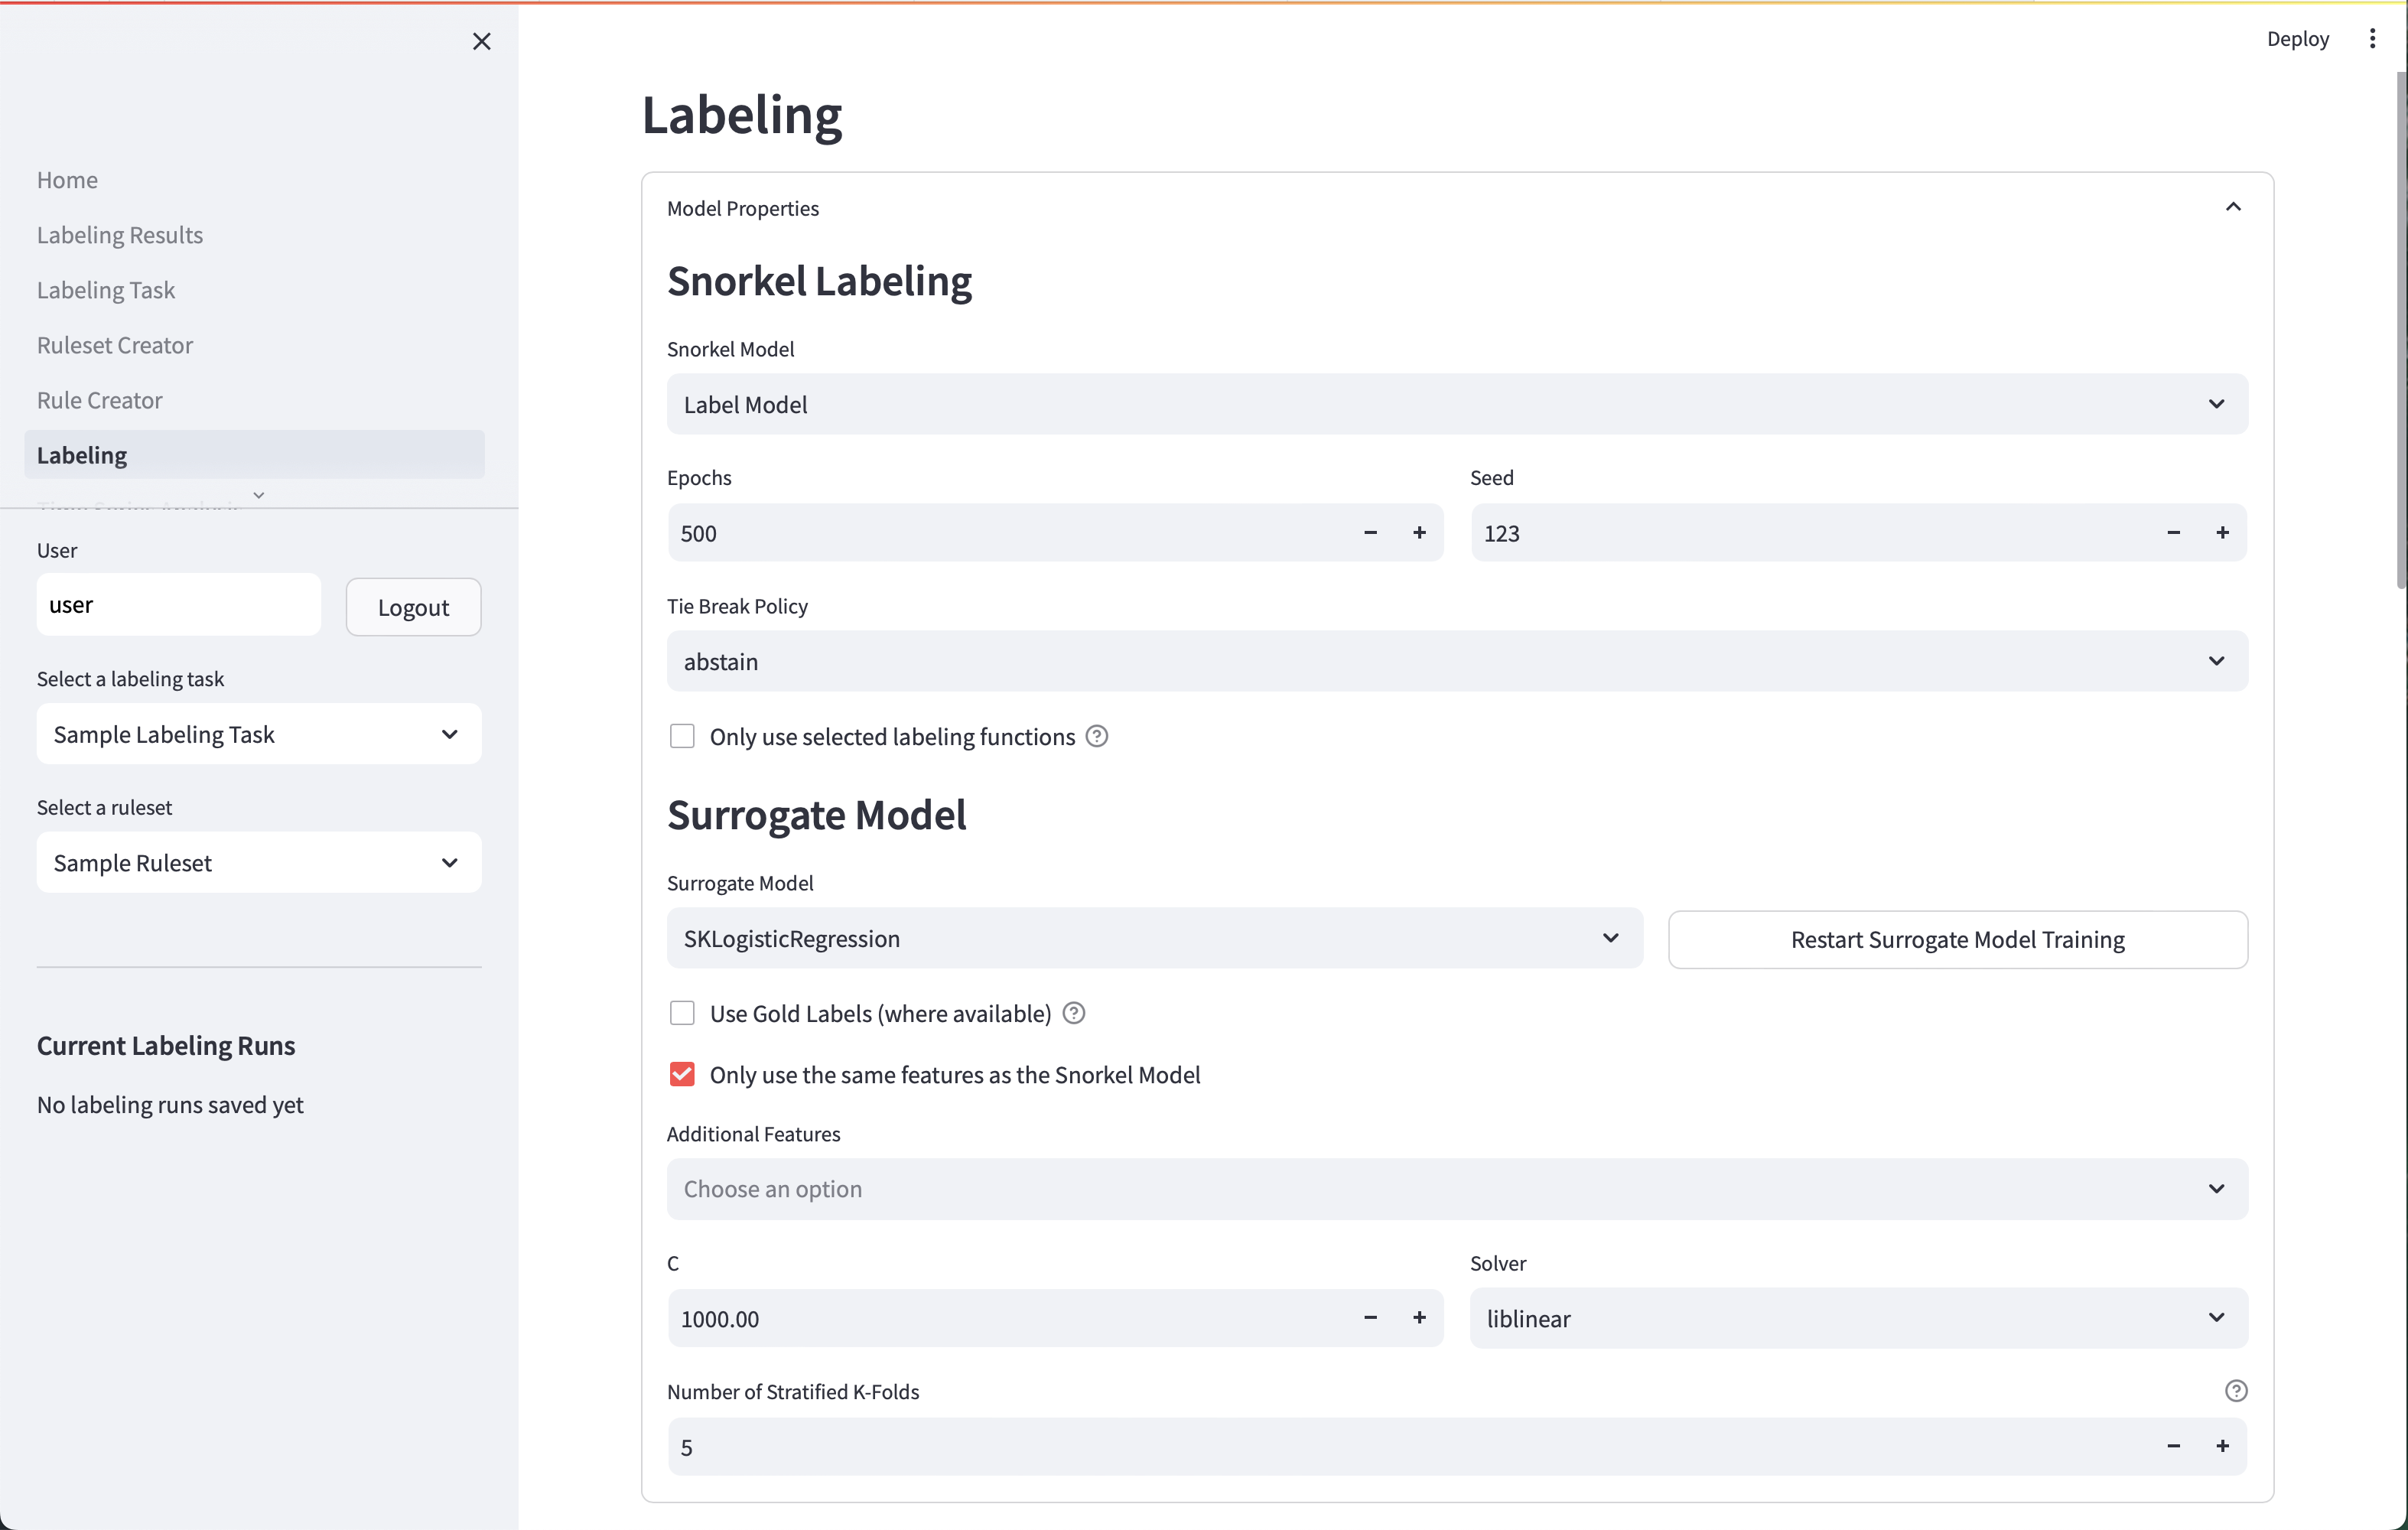 Deploy
Home
Labeling Results
Labeling Task
Ruleset Creator
Rule Creator
Labeling
User
user
Logout
Select a labeling task
Sample Labeling Task
Select a ruleset
Sample Ruleset
Current Labeling Runs
No labeling runs saved yet
Labeling
Model Properties
Snorkel Labeling
Snorkel Model
Label Model
Epochs
Seed
500
123
Tie Break Policy
abstain
Only use selected labeling functions
Surrogate Model
Surrogate Model
SKLogisticRegression
Restart Surrogate Model Training
Use Gold Labels (where available)
Only use the same features as the Snorkel Model
Additional Features
Choose an option
C
Solver
1000.00
liblinear
Number of Stratified K-Folds
5